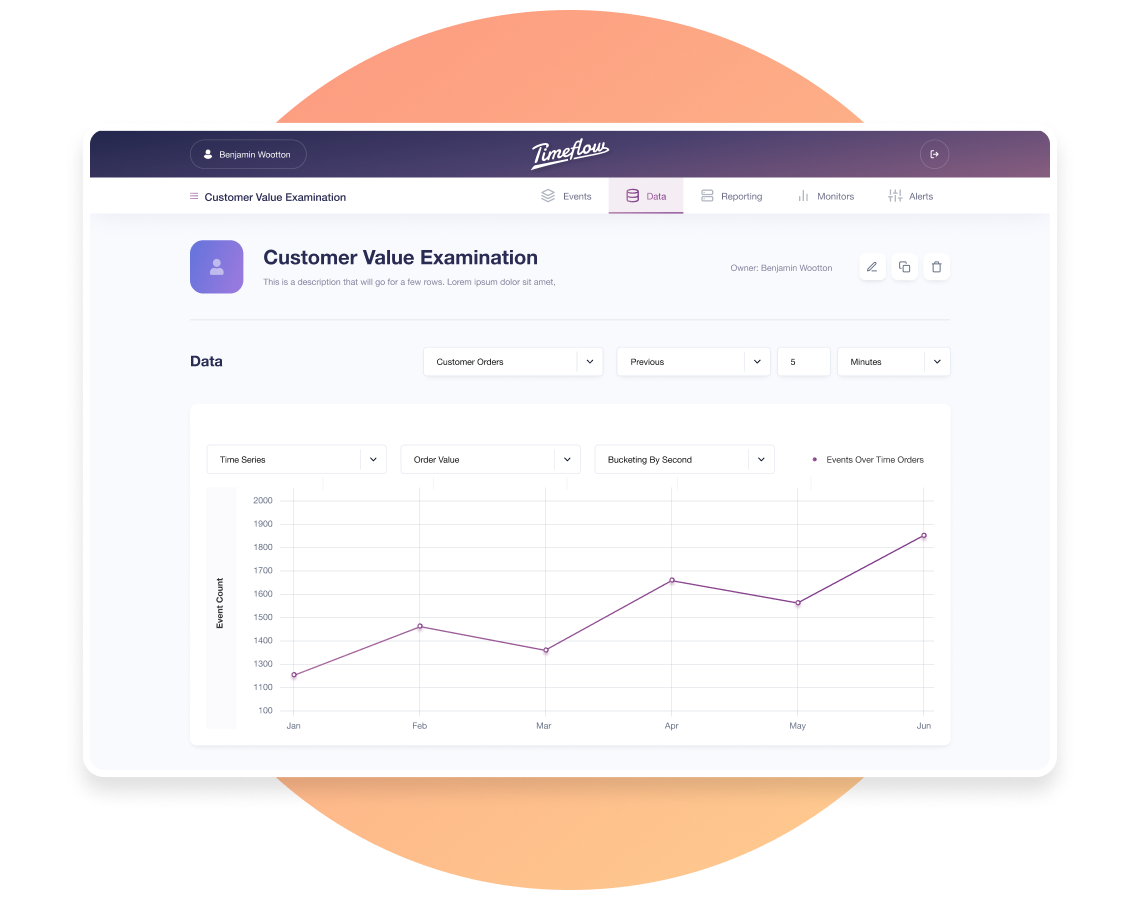 Benjamin Wootton
Timeflow
Customer Value Examination
Events
Data
Reporting
Monitors
Alerts
Customer Value Examination
This is a description that will go for a few rows. Lorem ipsum dolor sit amet,
Owner: Benjamin Wootton
Data
Customer Orders
Previous
5
Minutes
Time Series
Order Value
Bucketing By Second
Events Over Time Orders
Event Count
2000
1900
1800
1700
1600
1500
1400
1300
1100
100
Jan
Feb
Mar
Apr
May
Jun